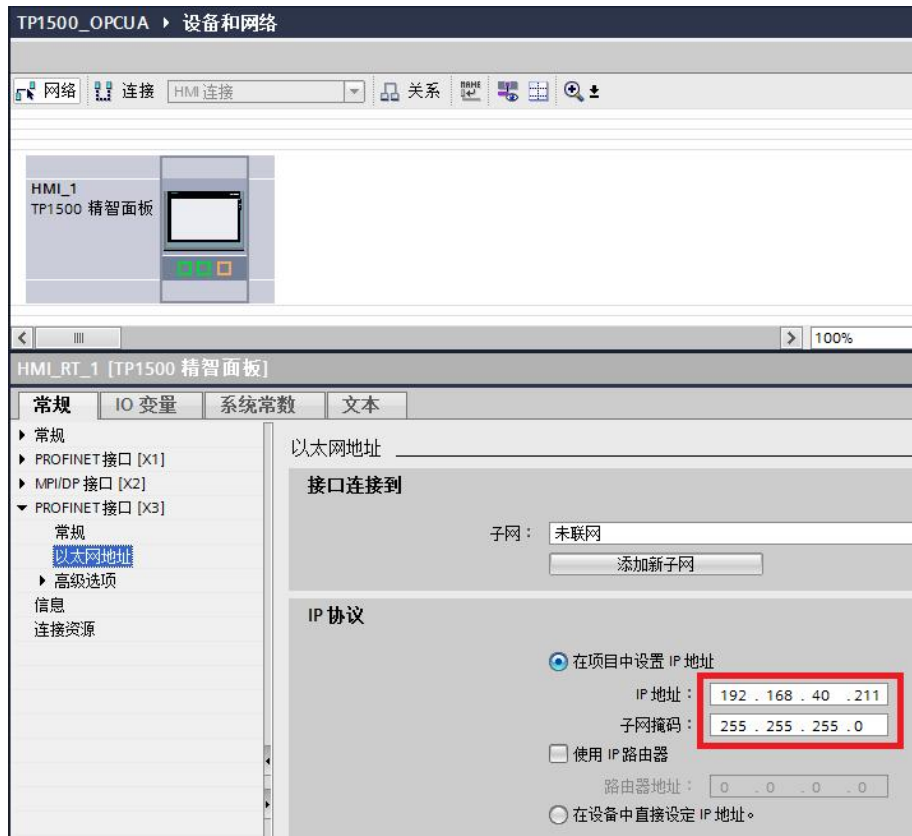 TP1500_OPCUA ▸ 设备和网络
网络 连接 HMI 连接 关系
HMI_1
TP1500 精智面板
100%
HMI_RT_1 [TP1500 精智面板]
常规 IO 变量 系统常数 文本
常规
PROFINET接口 [X1]
MPI/DP 接口 [X2]
PROFINET接口 [X3]
常规
以太网地址
高级选项
信息
连接资源
以太网地址
接口连接到
子网： 未联网
添加新子网
IP 协议
在项目中设置 IP 地址
IP 地址： 192 . 168 . 40 . 211
子网掩码： 255 . 255 . 255 . 0
使用 IP 路由器
路由器地址： 0 . 0 . 0 . 0
在设备中直接设定 IP 地址。